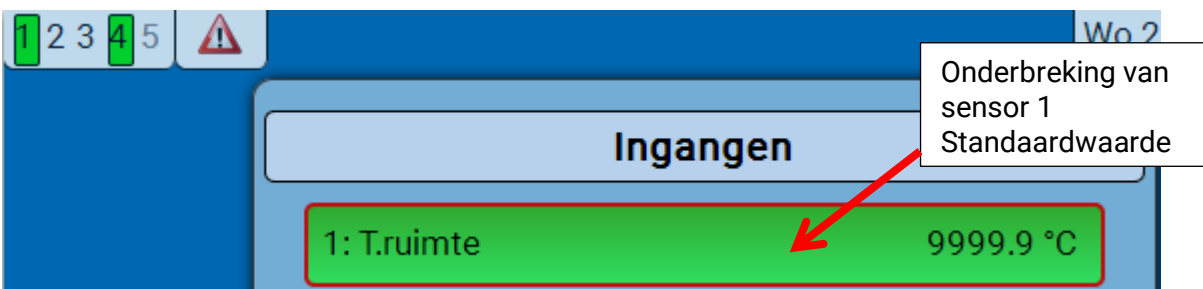 1 2 3 4 5
Wo 2
Onderbreking van
sensor 1
Standaardwaarde
Ingangen
1: T.ruimte 9999.9 °C